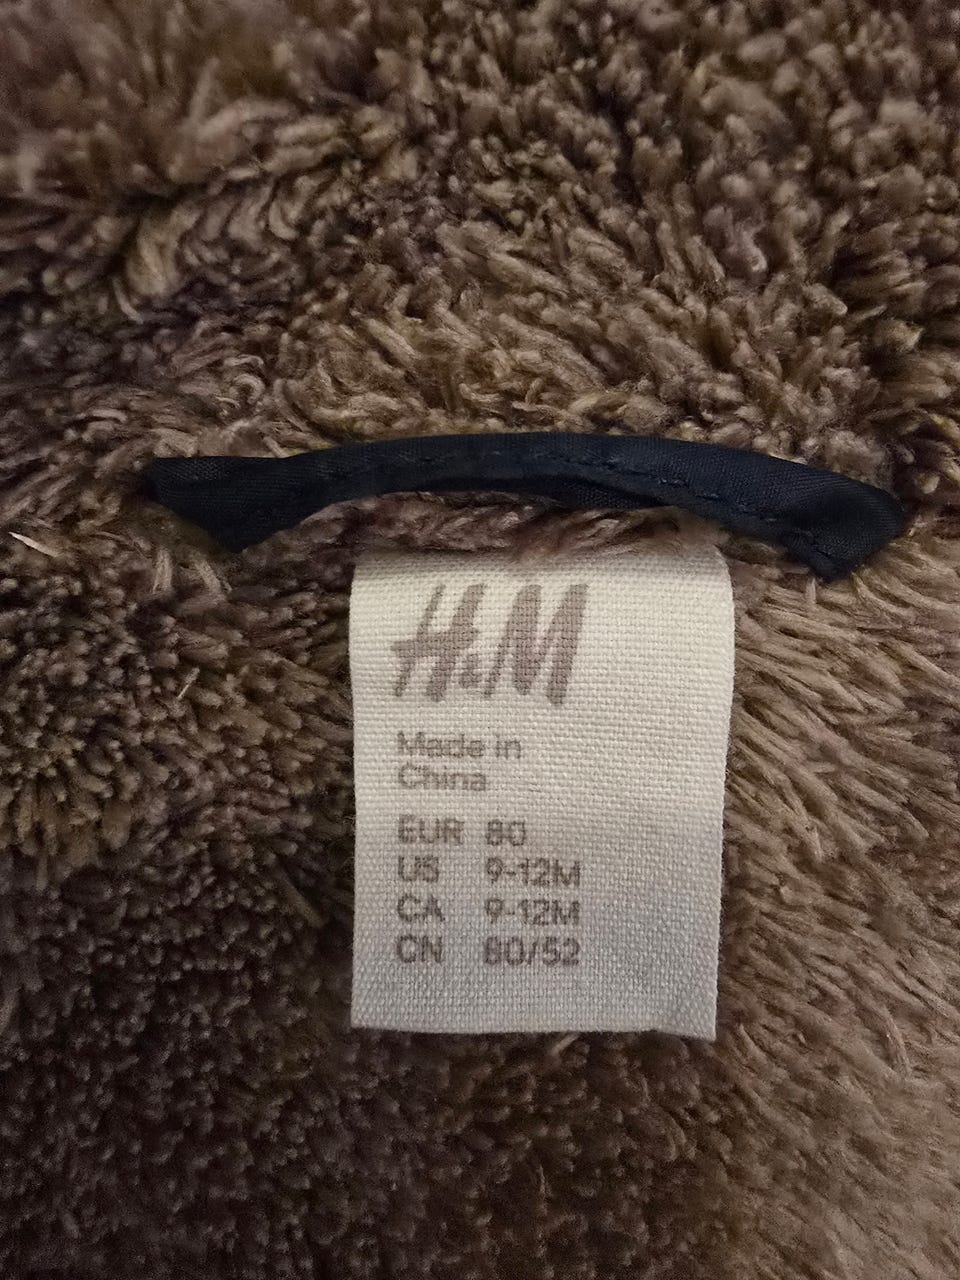 H&M
Made in
China
EUR 80
US 9-12M
CA 9-12M
CN 80/52